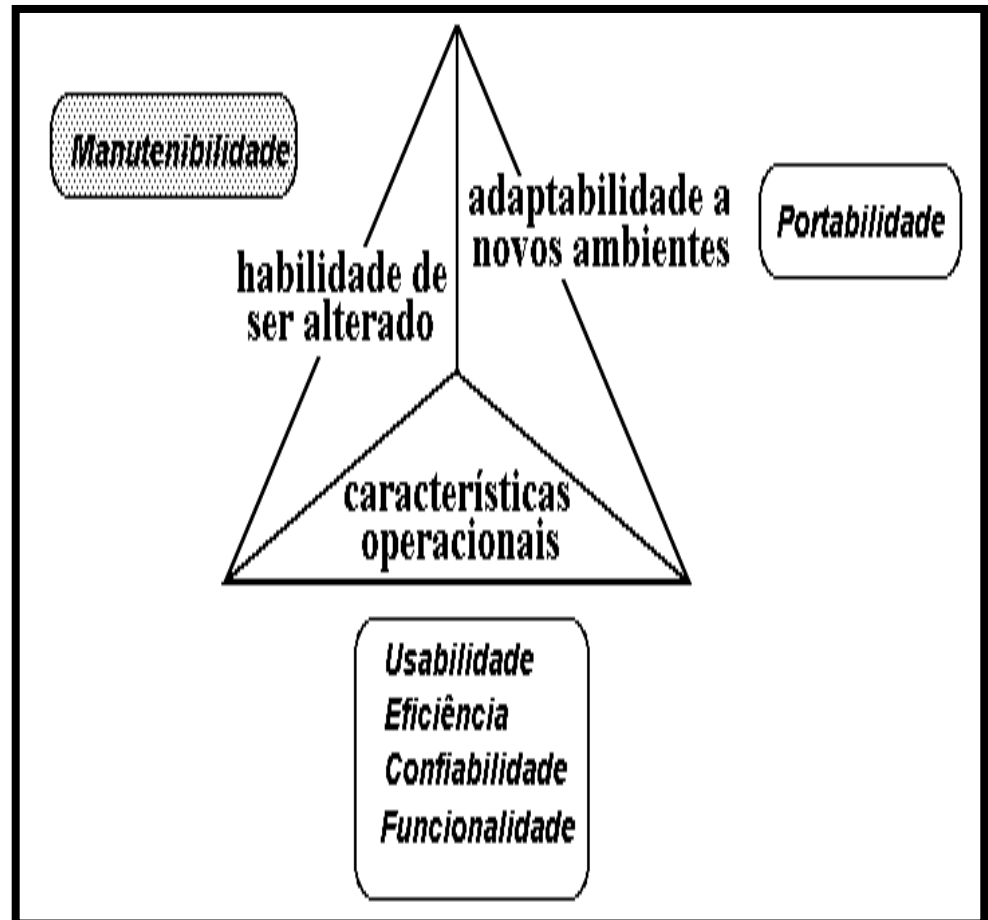 Manutenibilidade
adaptabilidade a
novos ambientes
Portabilidade
habilidade de
ser alterado
características
operacionais
Usabilidade
Eficiência
Confiabilidade
Funcionalidade